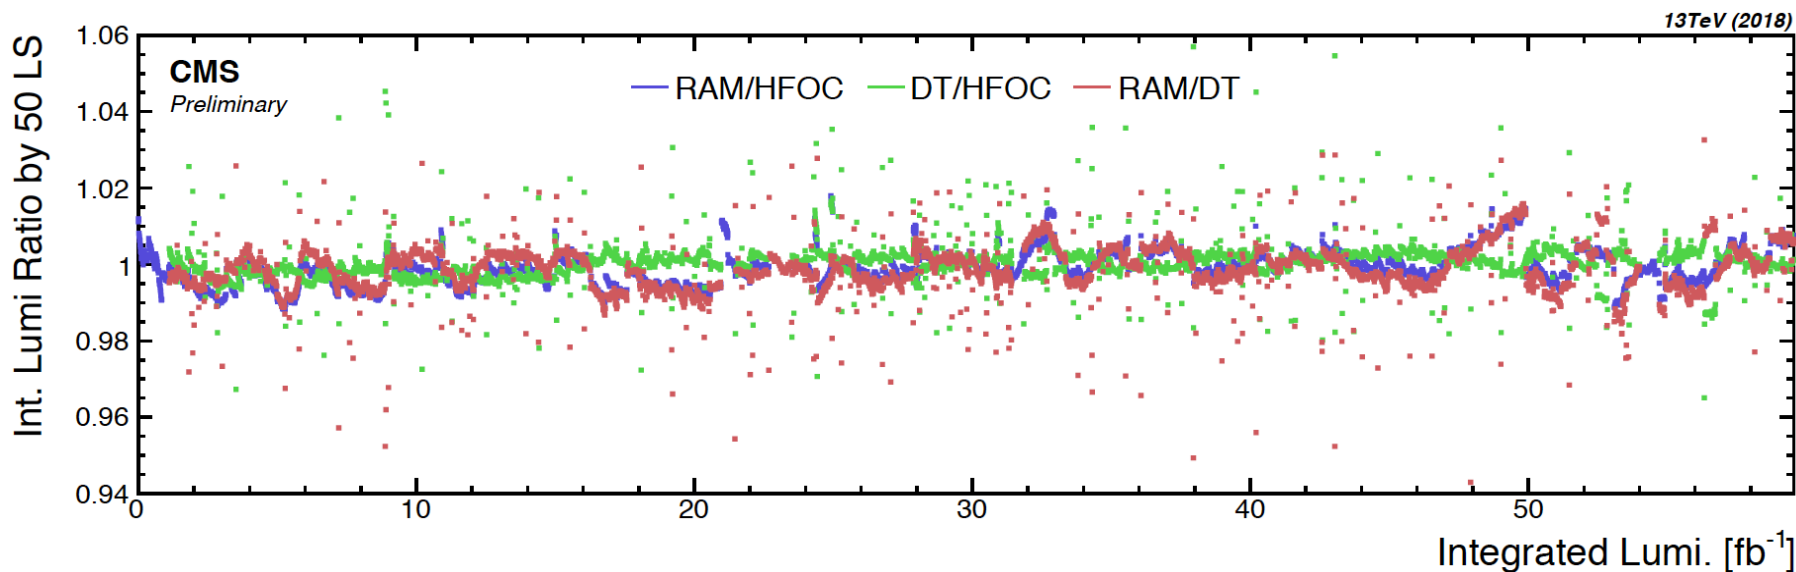 13TeV (2018)
Int. Lumi Ratio by 50 LS
1.06
1.04
1.02
1
0.98
0.96
0.94
CMS
Preliminary
RAM/HFOC DT/HFOC RAM/DT
0 10 20 30 40 50
Integrated Lumi. [fb⁻¹]